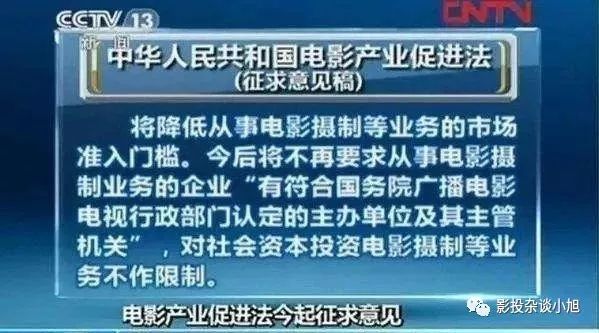 CCTV 13
新闻
CNTV
中华人民共和国电影产业促进法
(征求意见稿)
将降低从事电影摄制等业务的市场
准入门槛。今后将不再要求从事电影摄
制业务的企业“有符合国务院广播电影
电视行政部门认定的主办单位及其主管
机关”，对社会资本投资电影摄制等业
务不作限制。
电影产业促进法今起征求意见
影投杂谈小旭